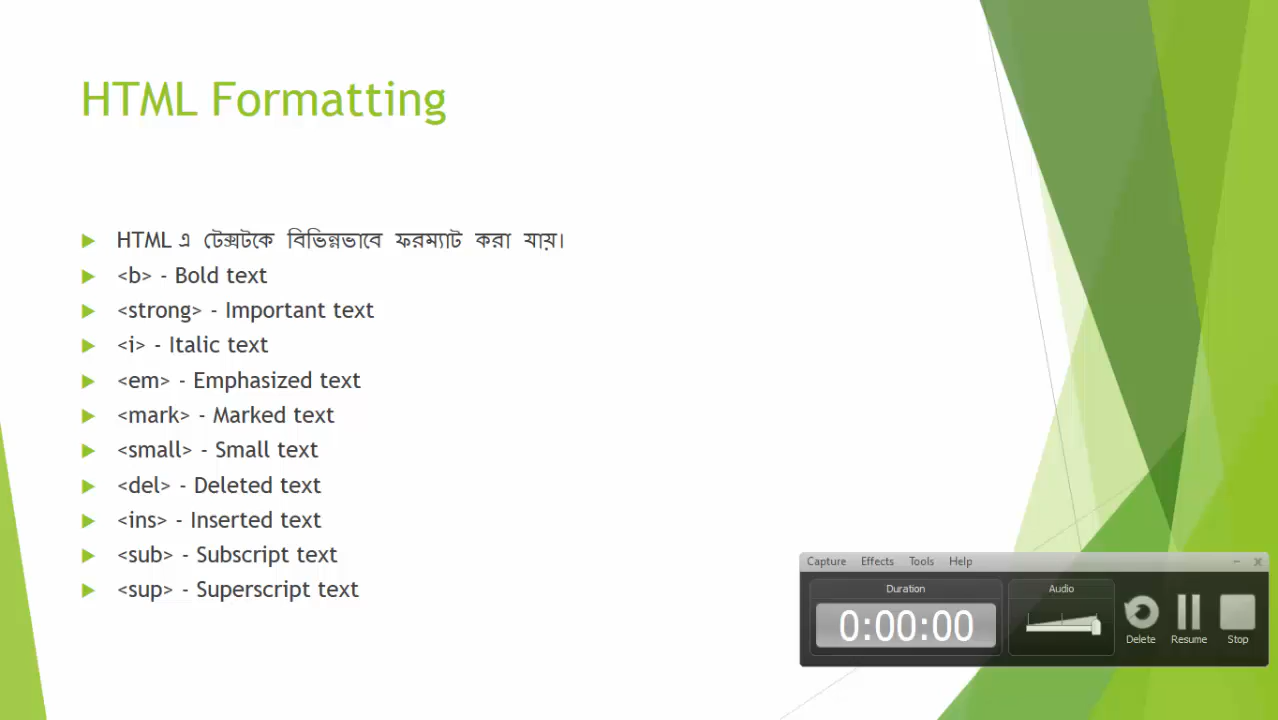 HTML Formatting
HTML এ টেক্সটকে বিভিন্নভাবে ফরম্যাট করা যায়।
<b> - Bold text
<strong> - Important text
<i> - Italic text
<em> - Emphasized text
<mark> - Marked text
<small> - Small text
<del> - Deleted text
<ins> - Inserted text
<sub> - Subscript text
<sup> - Superscript text
Capture Effects Tools Help
Duration Audio
0:00:00
Delete Resume Stop